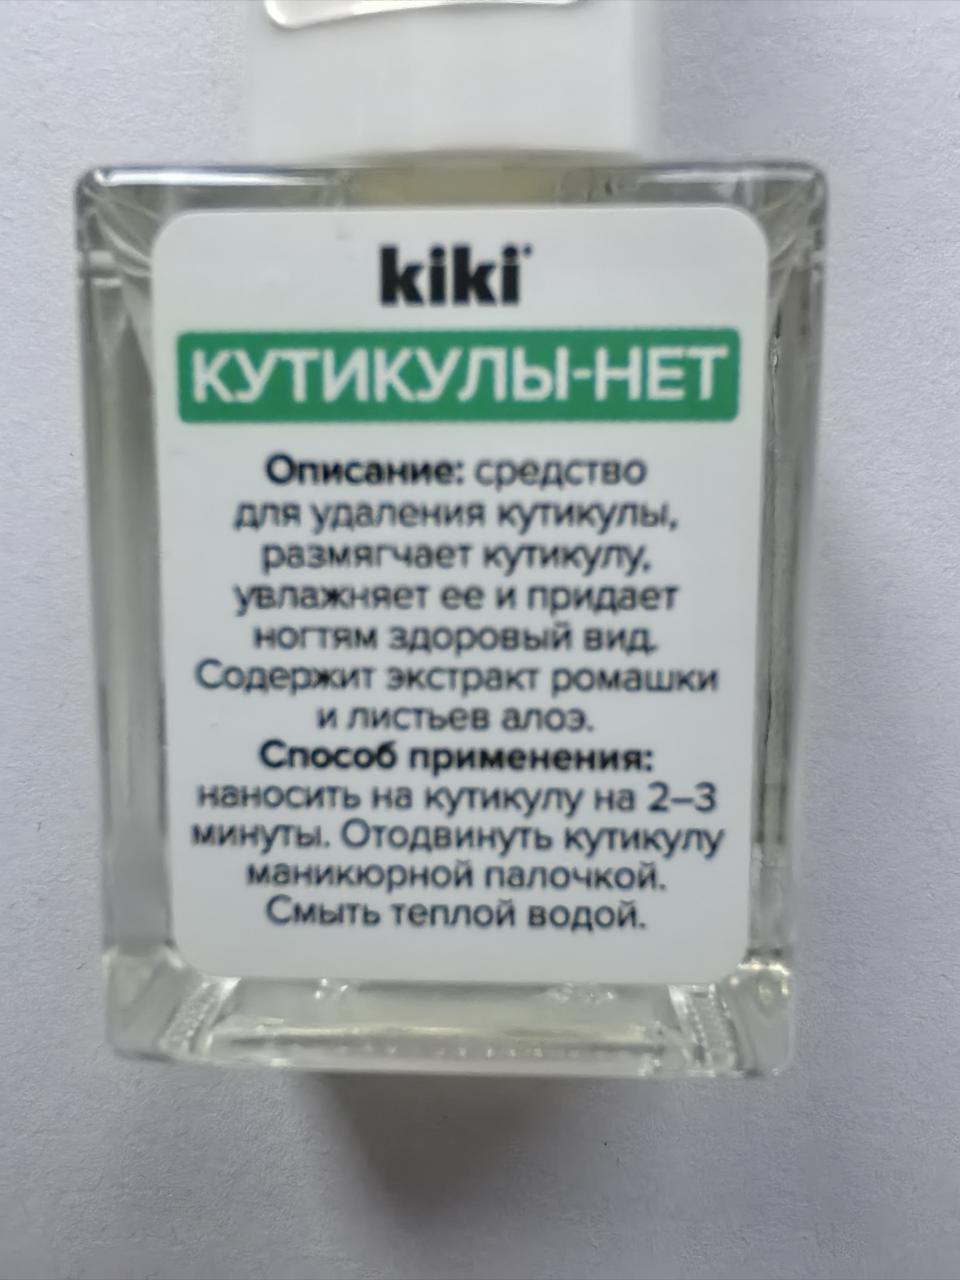 kiki
КУТИКУЛЫ-НЕТ
Описание: средство
для удаления кутикулы,
размягчает кутикулу,
увлажняет ее и придает
ногтям здоровый вид.
Содержит экстракт ромашки
и листьев алоэ.
Способ применения:
наносить на кутикулу на 2–3
минуты. Отодвинуть кутикулу
маникюрной палочкой.
Смыть теплой водой.